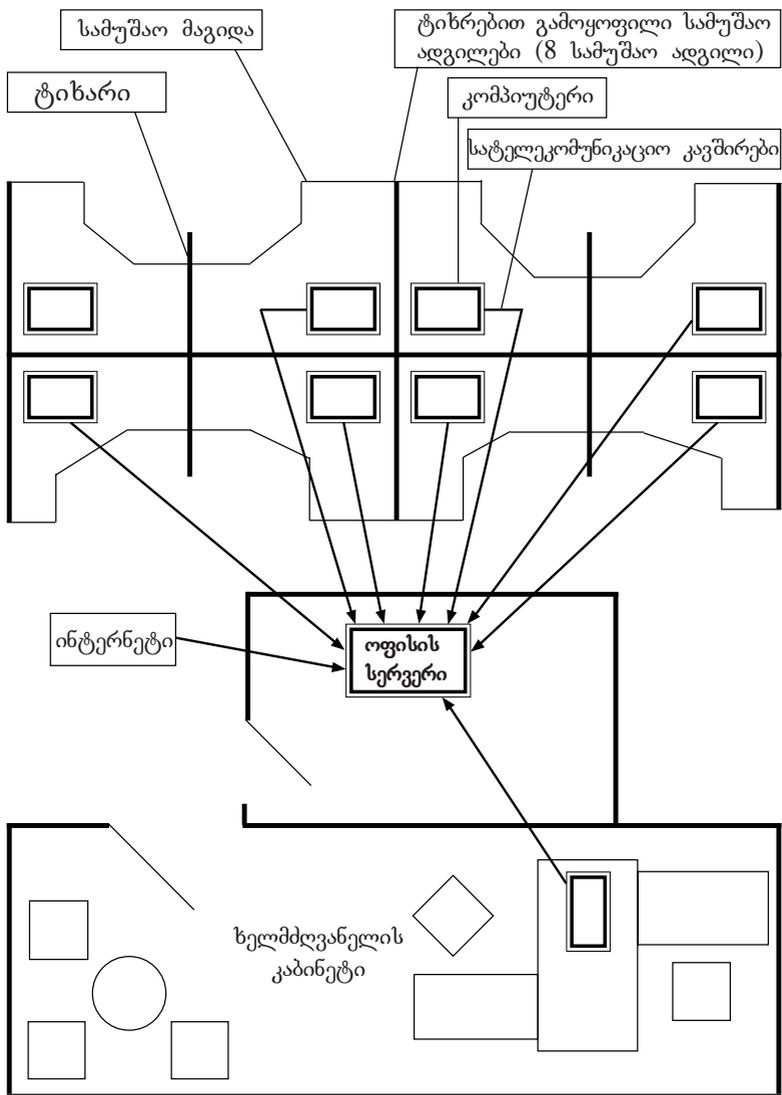 სამუშაო მაგიდა
ტიხრებით გამოყოფილი სამუშაო
ადგილები (8 სამუშაო ადგილი)
ტიხარი
კომპიუტერი
სატელეკომუნიკაციო კავშირები
ინტერნეტი
ოფისის
სერვერი
ხელმძღვანელის
კაბინეტი